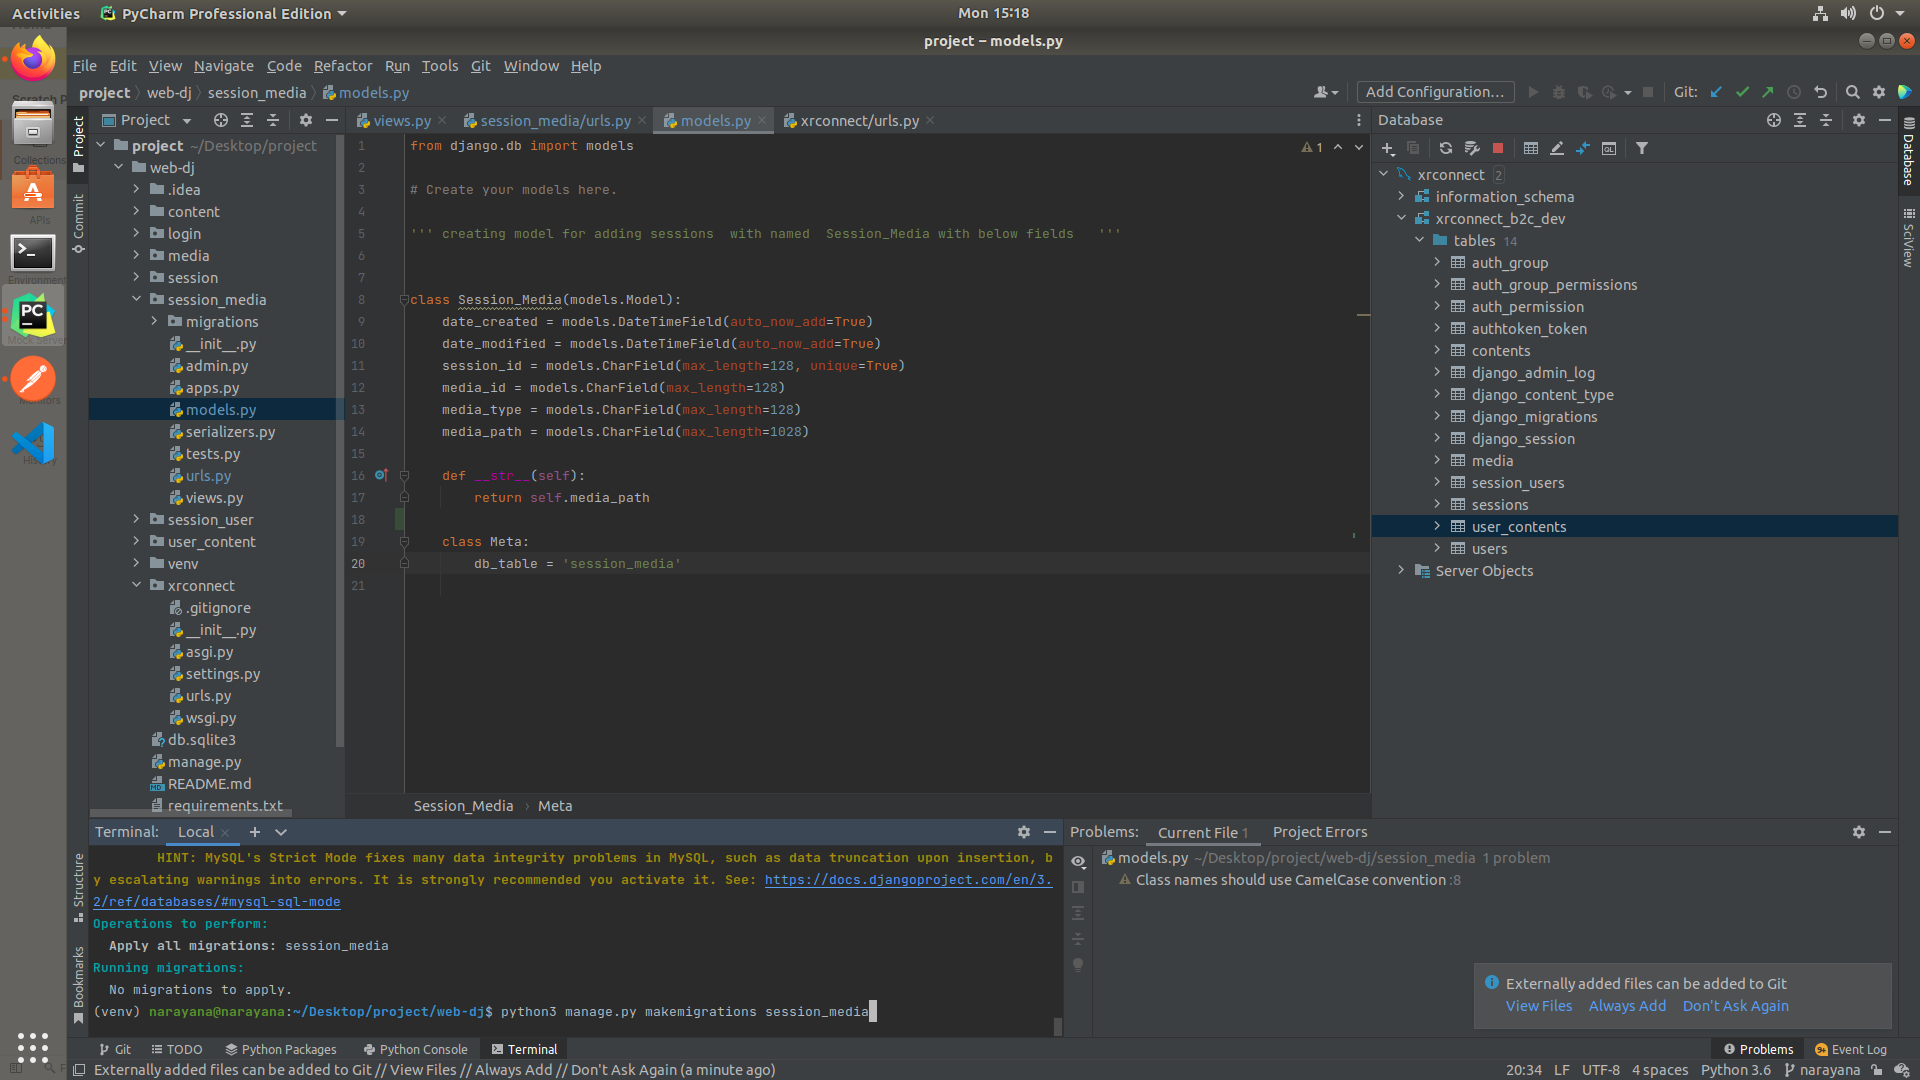 Activities
PyCharm Professional Edition
Mon 15:18
project – models.py
File Edit View Navigate Code Refactor Run Tools Git Window Help
project web-dj session_media models.py
Add Configuration...
Git:
Project
views.py
session_media/urls.py
models.py
xrconnect/urls.py
Database
project ~/Desktop/project
web-dj
.idea
content
login
media
session
session_media
migrations
__init__.py
admin.py
apps.py
models.py
serializers.py
tests.py
urls.py
views.py
session_user
user_content
venv
xrconnect
.gitignore
__init__.py
asgi.py
settings.py
urls.py
wsgi.py
db.sqlite3
manage.py
README.md
requirements.txt
1 from django.db import models
2
3 # Create your models here.
4
5 ''' creating model for adding sessions  with named  Session_Media with below fields   '''
6
7
8 class Session_Media(models.Model):
9     date_created = models.DateTimeField(auto_now_add=True)
10     date_modified = models.DateTimeField(auto_now_add=True)
11     session_id = models.CharField(max_length=128, unique=True)
12     media_id = models.CharField(max_length=128)
13     media_type = models.CharField(max_length=128)
14     media_path = models.CharField(max_length=1028)
15
16     def __str__(self):
17         return self.media_path
18
19     class Meta:
20         db_table = 'session_media'
21
1
Session_Media › Meta
xrconnect 2
information_schema
xrconnect_b2c_dev
tables 14
auth_group
auth_group_permissions
auth_permission
authtoken_token
contents
django_admin_log
django_content_type
django_migrations
django_session
media
session_users
sessions
user_contents
users
Server Objects
Project
Commit
Structure
Bookmarks
Database
SciView
Terminal: Local
HINT: MySQL's Strict Mode fixes many data integrity problems in MySQL, such as data truncation upon insertion, b
y escalating warnings into errors. It is strongly recommended you activate it. See: https://docs.djangoproject.com/en/3.
2/ref/databases/#mysql-sql-mode
Operations to perform:
  Apply all migrations: session_media
Running migrations:
  No migrations to apply.
(venv) narayana@narayana:~/Desktop/project/web-dj$ python3 manage.py makemigrations session_media
Problems: Current File 1 Project Errors
models.py ~/Desktop/project/web-dj/session_media 1 problem
Class names should use CamelCase convention :8
Externally added files can be added to Git
View Files Always Add Don't Ask Again
Git TODO Python Packages Python Console Terminal
Problems Event Log
Externally added files can be added to Git // View Files // Always Add // Don't Ask Again (a minute ago)
20:34 LF UTF-8 4 spaces Python 3.6 narayana